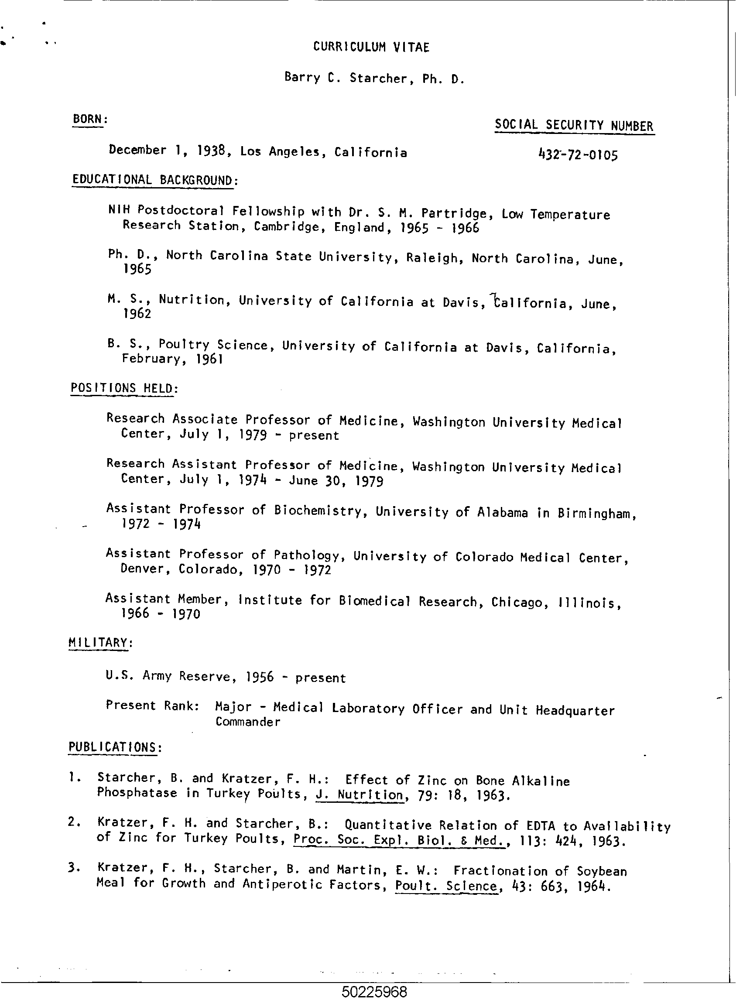 CURRICULUM VITAE
Barry C. Starcher, Ph. D.
BORN:
SOCIAL SECURITY NUMBER
December 1, 1938, Los Angeles, California
432-72-0105
EDUCATIONAL BACKGROUND:
NIH Postdoctoral Fellowship with Dr. S. M. Partridge, Low Temperature
Research Station, Cambridge, England, 1965 - 1966
Ph. D., North Carolina State University, Raleigh, North Carolina, June,
1965
M. S., Nutrition, University of California at Davis, California, June,
1962
B. S., Poultry Science, University of California at Davis, California,
February, 1961
POSITIONS HELD:
Research Associate Professor of Medicine, Washington University Medical
Center, July 1, 1979 - present
Research Assistant Professor of Medicine, Washington University Medical
Center, July 1, 1974 - June 30, 1979
Assistant Professor of Biochemistry, University of Alabama in Birmingham,
1972 - 1974
Assistant Professor of Pathology, University of Colorado Medical Center,
Denver, Colorado, 1970 - 1972
Assistant Member, Institute for Biomedical Research, Chicago, Illinois,
1966 - 1970
MILITARY:
U.S. Army Reserve, 1956 - present
Present Rank: Major - Medical Laboratory Officer and Unit Headquarter
Commander
PUBLICATIONS:
1. Starcher, B. and Kratzer, F. H.: Effect of Zinc on Bone Alkaline
Phosphatase in Turkey Poults, J. Nutrition, 79: 18, 1963.
2. Kratzer, F. H. and Starcher, B.: Quantitative Relation of EDTA to Availability
of Zinc for Turkey Poults, Proc. Soc. Expl. Biol. & Med., 113: 424, 1963.
3. Kratzer, F. H., Starcher, B. and Martin, E. W.: Fractionation of Soybean
Meal for Growth and Antiperotic Factors, Poult. Science, 43: 663, 1964.
50225968